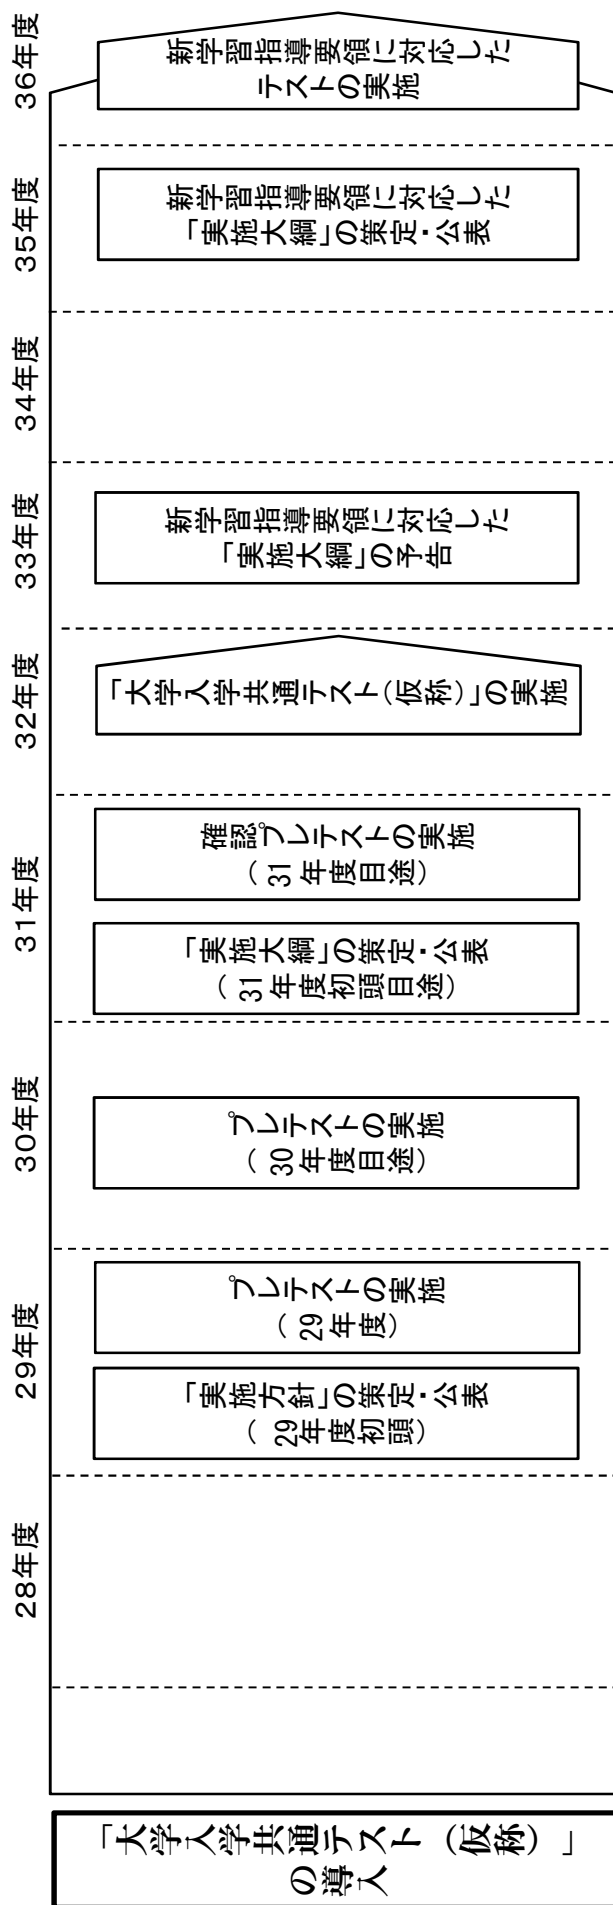 「大学入学共通テスト（仮称）」
の導入
28年度
29年度
「実施方針」の策定・公表
（ 29年度初頭）
プレテストの実施
（ 29 年度）
30年度
プレテストの実施
（ 30 年度目途）
31年度
「実施大綱」の策定・公表
（ 31 年度初頭目途）
確認プレテストの実施
（ 31 年度目途）
32年度
「大学入学共通テスト（仮称）」の実施
33年度
新学習指導要領に対応した
「実施大綱」の予告
34年度
35年度
新学習指導要領に対応した
「実施大綱」の策定・公表
36年度
新学習指導要領に対応した
テストの実施